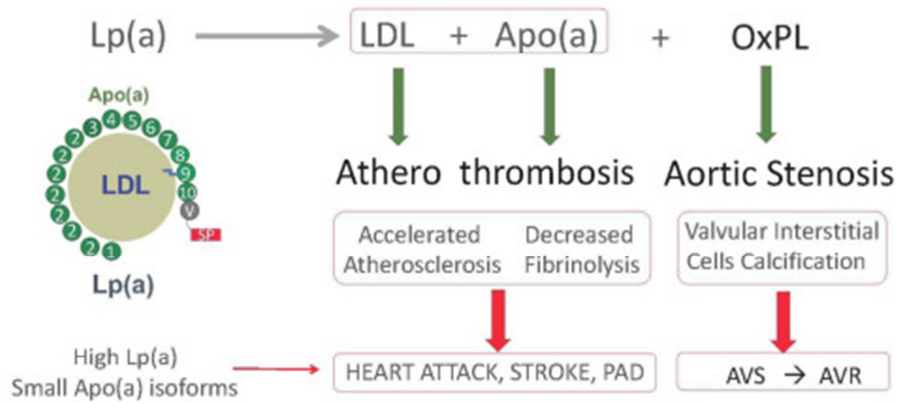 Lp(a) LDL + Apo(a) + OxPL
Apo(a)
2 2 2 2 2 2 2 2 1
3 4 5 6 7 8 9 10
V
SP
LDL
Lp(a)
Athero thrombosis Aortic Stenosis
Accelerated
Atherosclerosis
Decreased
Fibrinolysis
Valvular Interstitial
Cells Calcification
High Lp(a)
Small Apo(a) isoforms
HEART ATTACK, STROKE, PAD
AVS → AVR